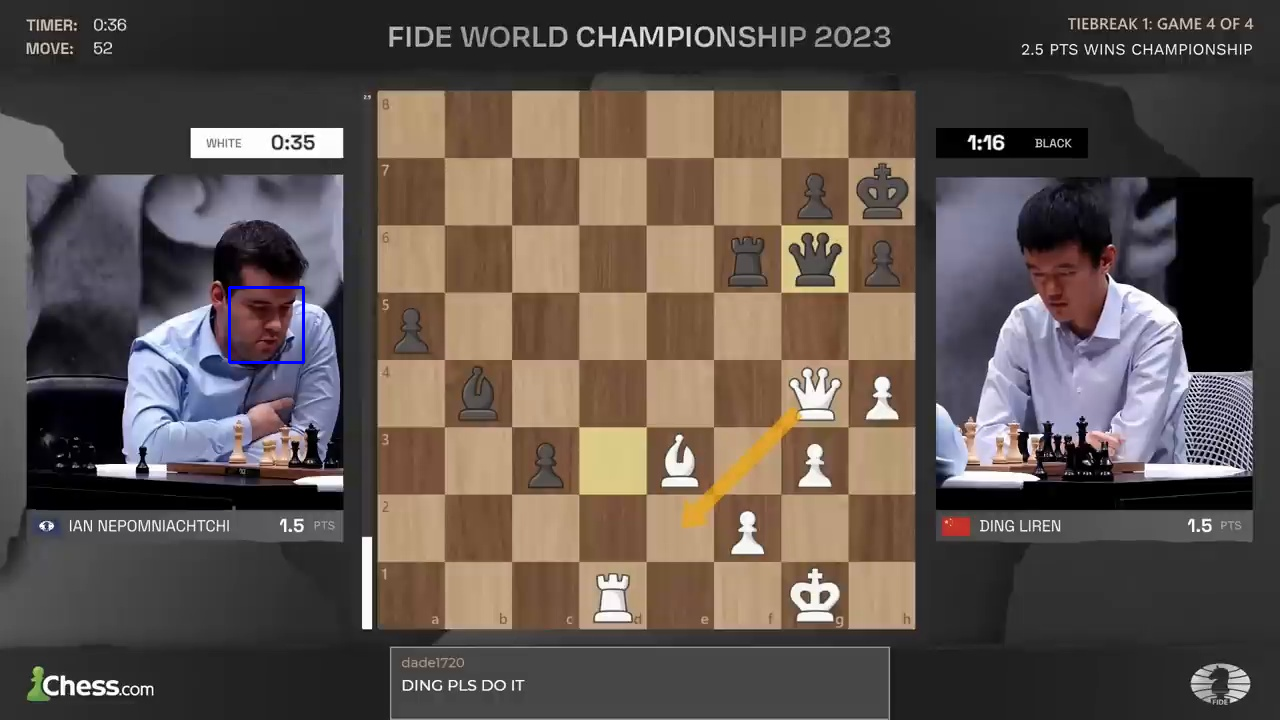 TIMER: 0:36
MOVE: 52
FIDE WORLD CHAMPIONSHIP 2023
TIEBREAK 1: GAME 4 OF 4
2.5 PTS WINS CHAMPIONSHIP
WHITE 0:35
1:16 BLACK
2.5
8
7
6
5
4
3
2
1
a b c d e f g h
IAN NEPOMNIACHTCHI 1.5 PTS
DING LIREN 1.5 PTS
dade1720
DING PLS DO IT
Chess.com
FIDE